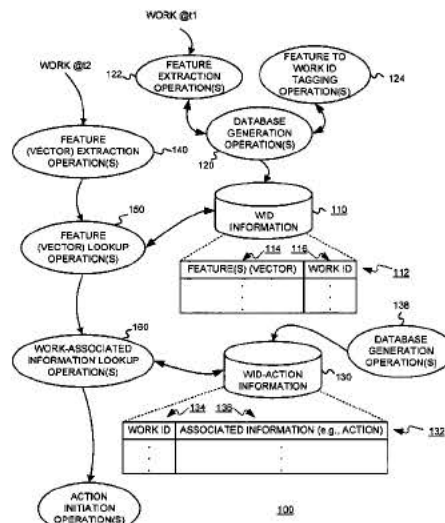 WORK @t1
WORK @t2
122
FEATURE
EXTRACTION
OPERATION(S)
FEATURE TO
WORK ID
TAGGING
OPERATION(S)
124
FEATURE
(VECTOR) EXTRACTION
OPERATION(S)
140
DATABASE
GENERATION
OPERATION(S)
120
150
FEATURE
(VECTOR) LOOKUP
OPERATION(S)
WID
INFORMATION
110
114
116
FEATURE(S) (VECTOR)
WORK ID
112
160
WORK-ASSOCIATED
INFORMATION LOOKUP
OPERATION(S)
138
DATABASE
GENERATION
OPERATION(S)
WID-ACTION
INFORMATION
130
134
136
WORK ID
ASSOCIATED INFORMATION (e.g., ACTION)
132
ACTION
INITIATION
OPERATION(S)
100